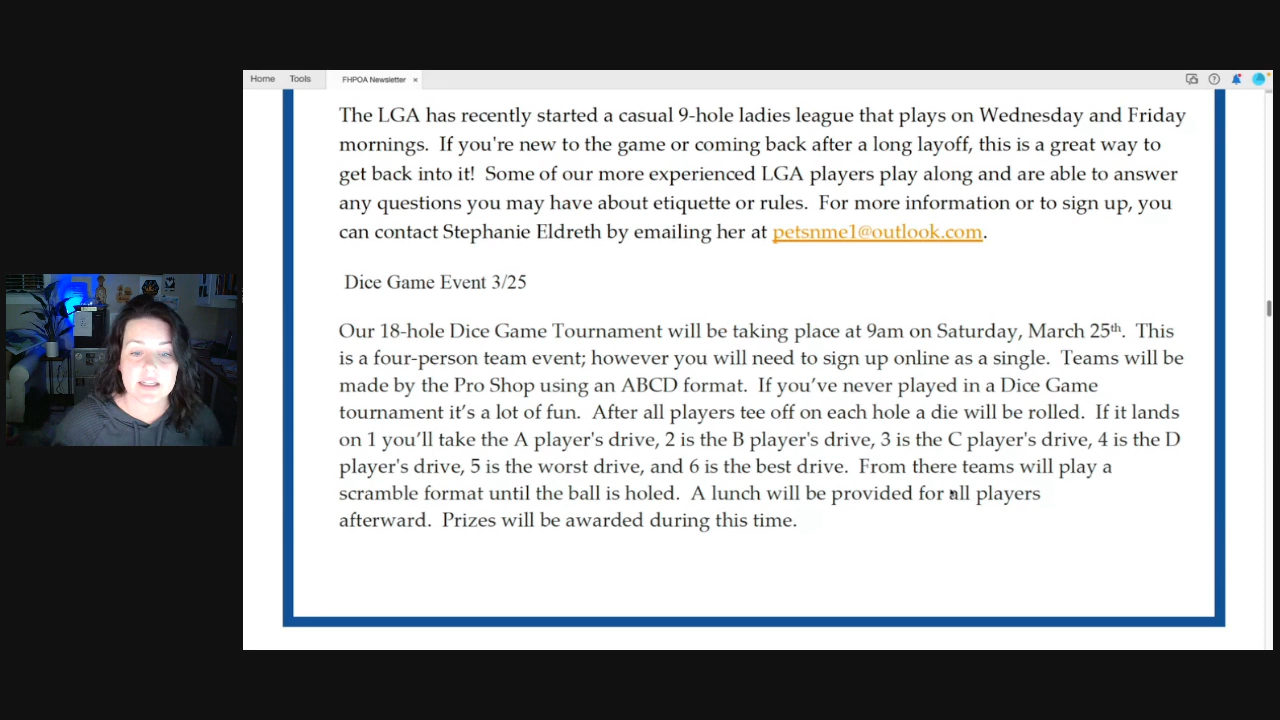 Home Tools FHPOA Newsletter ×
The LGA has recently started a casual 9-hole ladies league that plays on Wednesday and Friday
mornings.  If you're new to the game or coming back after a long layoff, this is a great way to
get back into it!  Some of our more experienced LGA players play along and are able to answer
any questions you may have about etiquette or rules.  For more information or to sign up, you
can contact Stephanie Eldreth by emailing her at petsnme1@outlook.com.
Dice Game Event 3/25
Our 18-hole Dice Game Tournament will be taking place at 9am on Saturday, March 25th.  This
is a four-person team event; however you will need to sign up online as a single.  Teams will be
made by the Pro Shop using an ABCD format.  If you’ve never played in a Dice Game
tournament it’s a lot of fun.  After all players tee off on each hole a die will be rolled.  If it lands
on 1 you’ll take the A player's drive, 2 is the B player's drive, 3 is the C player's drive, 4 is the D
player's drive, 5 is the worst drive, and 6 is the best drive.  From there teams will play a
scramble format until the ball is holed.  A lunch will be provided for all players
afterward.  Prizes will be awarded during this time.